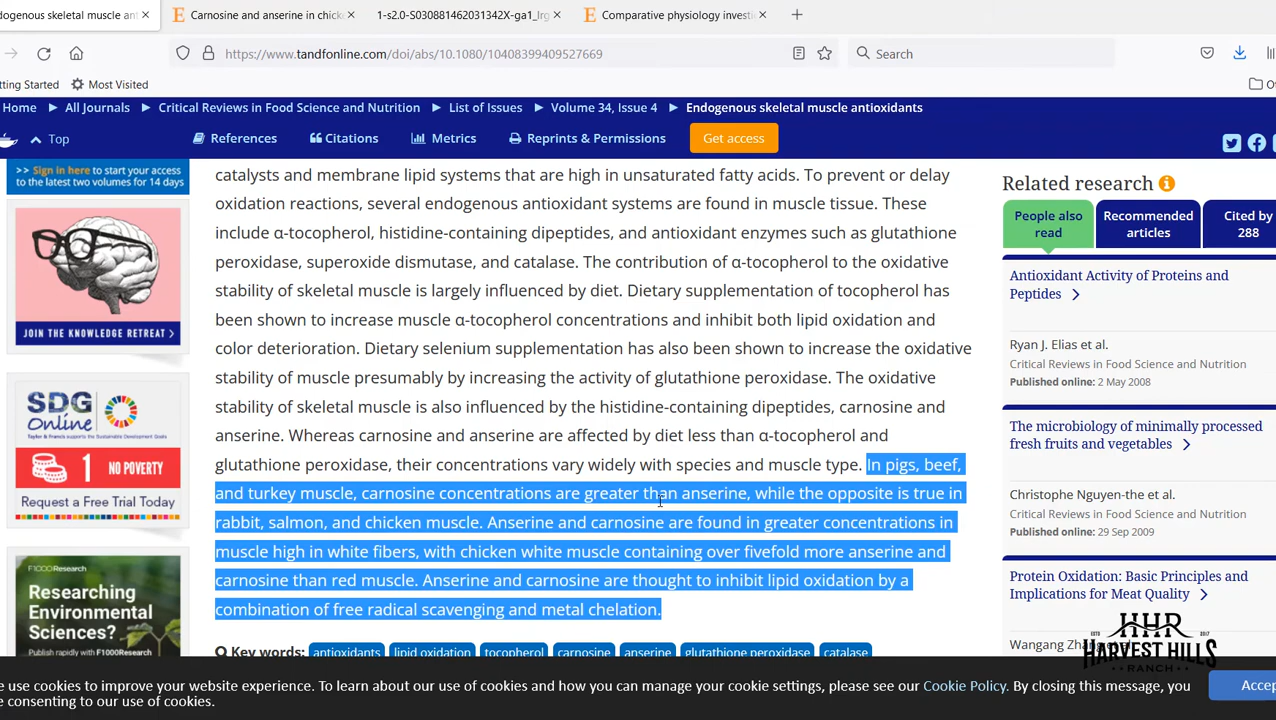 dogenous skeletal muscle ant
Carnosine and anserine in chick
1-s2.0-S030881462031342X-ga1_lrg
Comparative physiology investi
https://www.tandfonline.com/doi/abs/10.1080/10408399409527669
Search
tting Started
Most Visited
Home
All Journals
Critical Reviews in Food Science and Nutrition
List of Issues
Volume 34, Issue 4
Endogenous skeletal muscle antioxidants
Top
References
Citations
Metrics
Reprints & Permissions
Get access
>> Sign in here to start your access
to the latest two volumes for 14 days
JOIN THE KNOWLEDGE RETREAT >
SDG
Online
Taylor & Francis supports the Sustainable Development Goals
1 NO POVERTY
Request a Free Trial Today
F1000Research
Researching
Environmental
Sciences?
Publish rapidly with F1000Research
catalysts and membrane lipid systems that are high in unsaturated fatty acids. To prevent or delay
oxidation reactions, several endogenous antioxidant systems are found in muscle tissue. These
include α-tocopherol, histidine-containing dipeptides, and antioxidant enzymes such as glutathione
peroxidase, superoxide dismutase, and catalase. The contribution of α-tocopherol to the oxidative
stability of skeletal muscle is largely influenced by diet. Dietary supplementation of tocopherol has
been shown to increase muscle α-tocopherol concentrations and inhibit both lipid oxidation and
color deterioration. Dietary selenium supplementation has also been shown to increase the oxidative
stability of muscle presumably by increasing the activity of glutathione peroxidase. The oxidative
stability of skeletal muscle is also influenced by the histidine-containing dipeptides, carnosine and
anserine. Whereas carnosine and anserine are affected by diet less than α-tocopherol and
glutathione peroxidase, their concentrations vary widely with species and muscle type. In pigs, beef,
and turkey muscle, carnosine concentrations are greater than anserine, while the opposite is true in
rabbit, salmon, and chicken muscle. Anserine and carnosine are found in greater concentrations in
muscle high in white fibers, with chicken white muscle containing over fivefold more anserine and
carnosine than red muscle. Anserine and carnosine are thought to inhibit lipid oxidation by a
combination of free radical scavenging and metal chelation.
Key words: antioxidants lipid oxidation tocopherol carnosine anserine glutathione peroxidase catalase
Related research
People also
read
Recommended
articles
Cited by
288
Antioxidant Activity of Proteins and
Peptides
Ryan J. Elias et al.
Critical Reviews in Food Science and Nutrition
Published online: 2 May 2008
The microbiology of minimally processed
fresh fruits and vegetables
Christophe Nguyen-the et al.
Critical Reviews in Food Science and Nutrition
Published online: 29 Sep 2009
Protein Oxidation: Basic Principles and
Implications for Meat Quality
Wangang Zhang
ESTD HHR 2017
HARVEST HILLS
RANCH
e use cookies to improve your website experience. To learn about our use of cookies and how you can manage your cookie settings, please see our Cookie Policy. By closing this message, you
e consenting to our use of cookies.
Accep